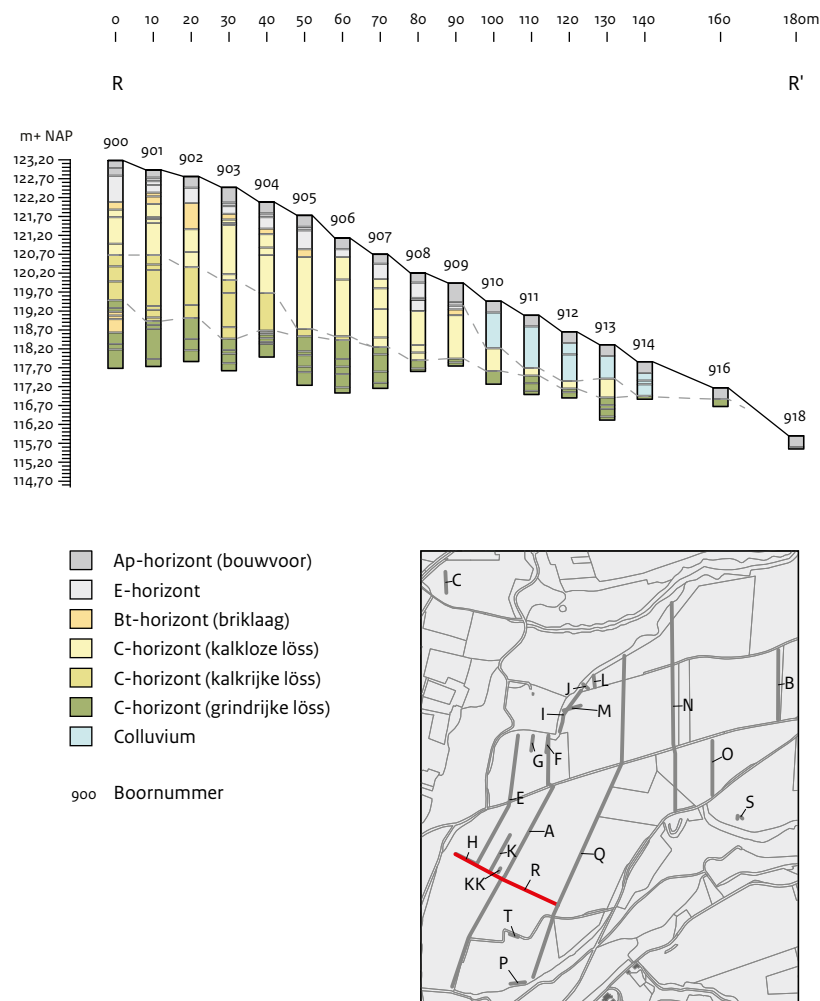 0 10 20 30 40 50 60 70 80 90 100 110 120 130 140 160 180m
R R'
m+ NAP
900 901 902 903 904 905 906 907 908 909 910 911 912 913 914 916 918
123,20
122,70
122,20
121,70
121,20
120,70
120,20
119,70
119,20
118,70
118,20
117,70
117,20
116,70
116,20
115,70
115,20
114,70
Ap-horizont (bouwvoor)
E-horizont
Bt-horizont (briklaag)
C-horizont (kalkloze löss)
C-horizont (kalkrijke löss)
C-horizont (grindrijke löss)
Colluvium
900 Boornummer
C
L
J
B
M
N
I
G F
O
E
S
A
H
K
Q
R
KK
T
P